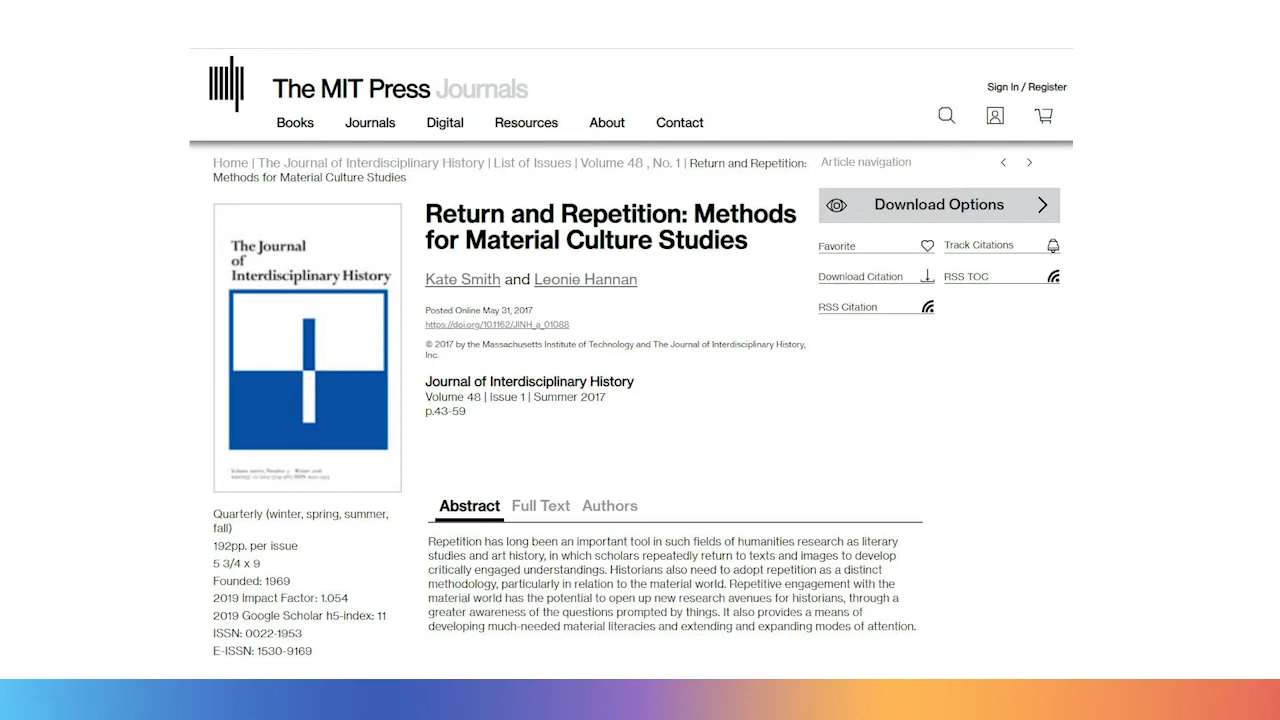 The MIT Press Journals
Sign In / Register
Books Journals Digital Resources About Contact
Home | The Journal of Interdisciplinary History | List of Issues | Volume 48 , No. 1 | Return and Repetition:
Methods for Material Culture Studies
Article navigation
Download Options
Favorite
Track Citations
Download Citation
RSS TOC
RSS Citation
The Journal
of
Interdisciplinary History
Return and Repetition: Methods
for Material Culture Studies
Kate Smith and Leonie Hannan
Posted Online May 31, 2017
https://doi.org/10.1162/JINH_a_01088
© 2017 by the Massachusetts Institute of Technology and The Journal of Interdisciplinary History,
Inc.
Journal of Interdisciplinary History
Volume 48 | Issue 1 | Summer 2017
p.43-59
Quarterly (winter, spring, summer,
fall)
192pp. per issue
5 3/4 x 9
Founded: 1969
2019 Impact Factor: 1.054
2019 Google Scholar h5-index: 11
ISSN: 0022-1953
E-ISSN: 1530-9169
Abstract Full Text Authors
Repetition has long been an important tool in such fields of humanities research as literary
studies and art history, in which scholars repeatedly return to texts and images to develop
critically engaged understandings. Historians also need to adopt repetition as a distinct
methodology, particularly in relation to the material world. Repetitive engagement with the
material world has the potential to open up new research avenues for historians, through a
greater awareness of the questions prompted by things. It also provides a means of
developing much-needed material literacies and extending and expanding modes of attention.